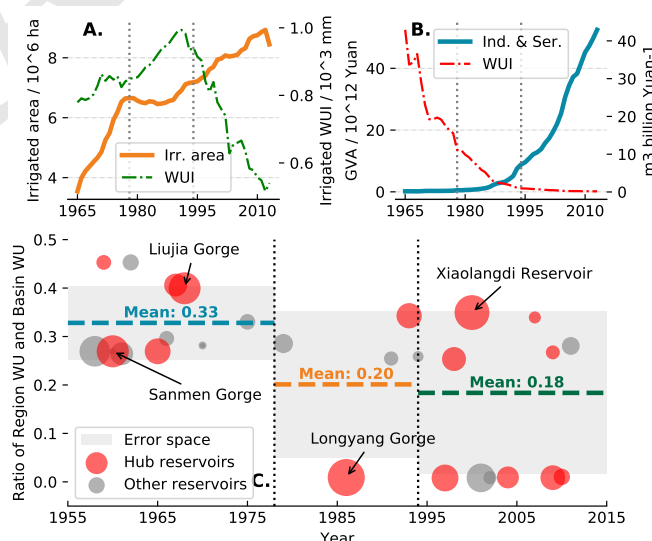 A.
B.
Irrigated area / 10^6 ha
8
6
4
1.0
0.8
0.6
Irrigated WUI / 10^3 mm
Irr. area
WUI
1965
1980
1995
2010
GVA / 10^12 Yuan
40
20
0
40
30
20
10
0
m3 billion Yuan-1
Ind. & Ser.
WUI
1965
1980
1995
2010
Ratio of Region WU and Basin WU
0.5
0.4
0.3
0.2
0.1
0.0
Liujia Gorge
Xiaolangdi Reservoir
Mean: 0.33
Mean: 0.20
Mean: 0.18
Sanmen Gorge
Longyang Gorge
Error space
Hub reservoirs
Other reservoirs
C.
1955
1965
1975
1985
1995
2005
2015
Year